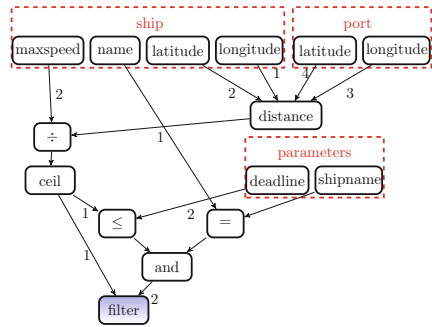 ship port
maxspeed name latitude longitude latitude longitude
1 4
2 2 3
distance
÷ 1
parameters
ceil deadline shipname
1 2
≤ =
1
and
2
filter